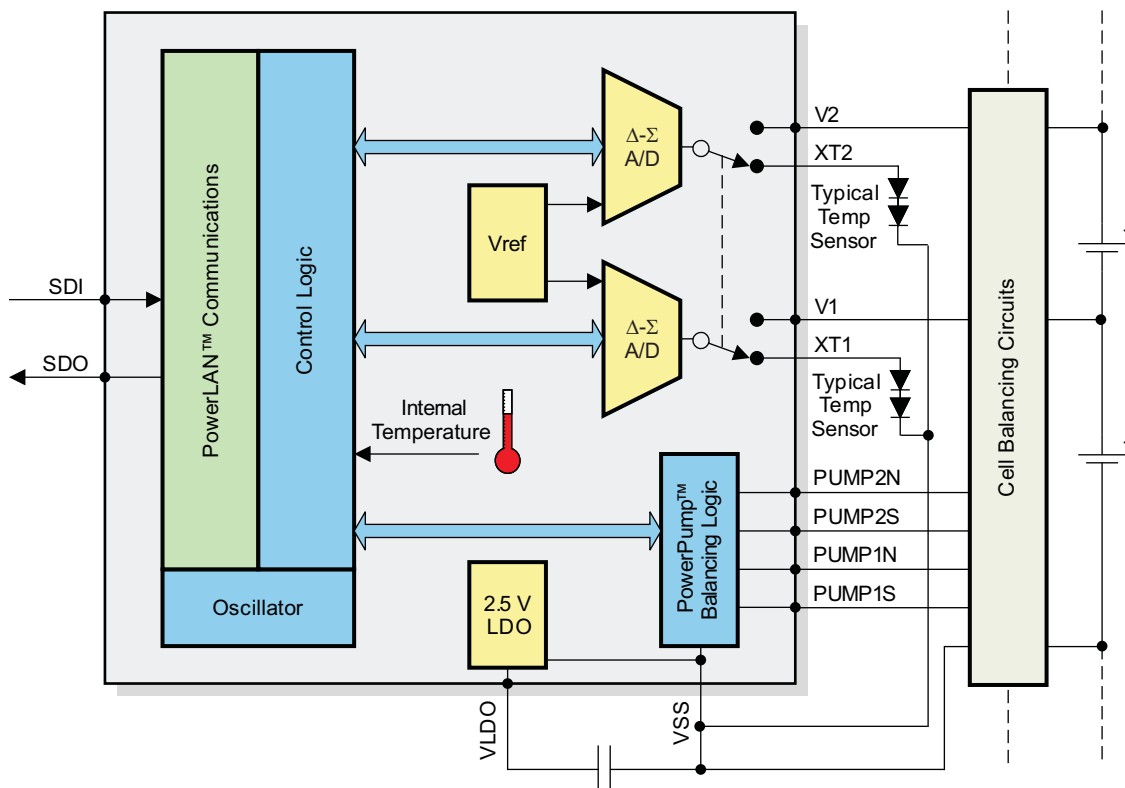 V2
Δ-Σ
A/D
XT2
Typical
Temp
Sensor
Vref
PowerLAN™ Communications
Control Logic
Cell Balancing Circuits
SDI
V1
Δ-Σ
A/D
XT1
SDO
Typical
Temp
Sensor
Internal
Temperature
PUMP2N
PUMP2S
PUMP1N
PUMP1S
PowerPump™
Balancing Logic
Oscillator
2.5 V
LDO
VLDO
VSS